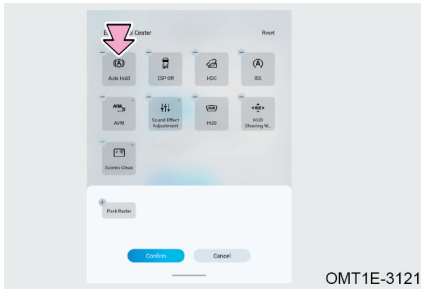 Reset
Auto Hold
ESP Off
HDC
ISS
AVM
Sound Effect
Adjustment
HUD
HUD
Steering W...
Screen Clean
Park Radar
Confirm
Cancel
OMT1E-3121